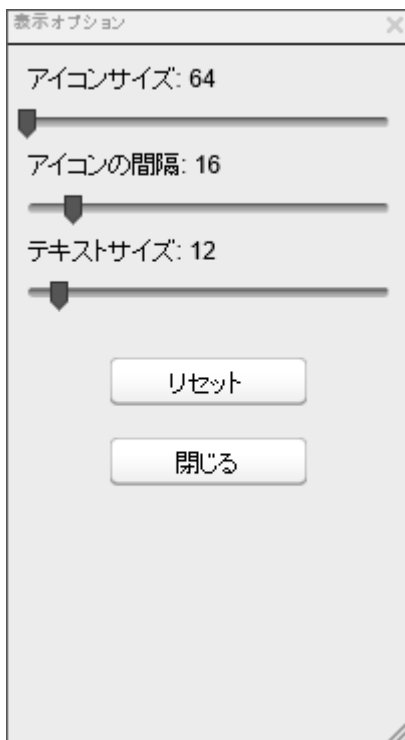 表示オプション
アイコンサイズ: 64
アイコンの間隔: 16
テキストサイズ: 12
リセット
閉じる